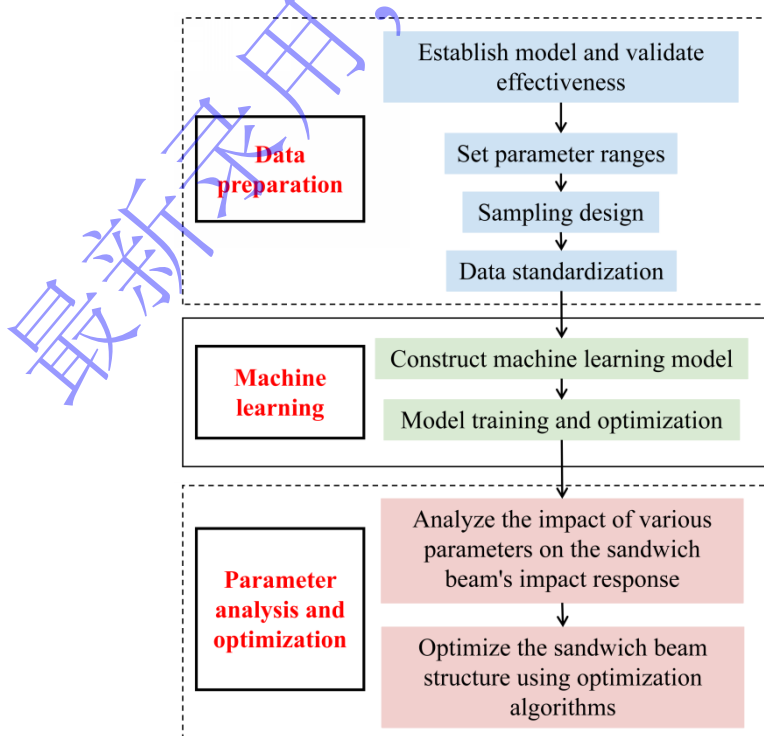 Establish model and validate
effectiveness
Data
preparation
Set parameter ranges
Sampling design
Data standardization
Machine
learning
Construct machine learning model
Model training and optimization
Parameter
analysis and
optimization
Analyze the impact of various
parameters on the sandwich
beam's impact response
Optimize the sandwich beam
structure using optimization
algorithms
最新录用,